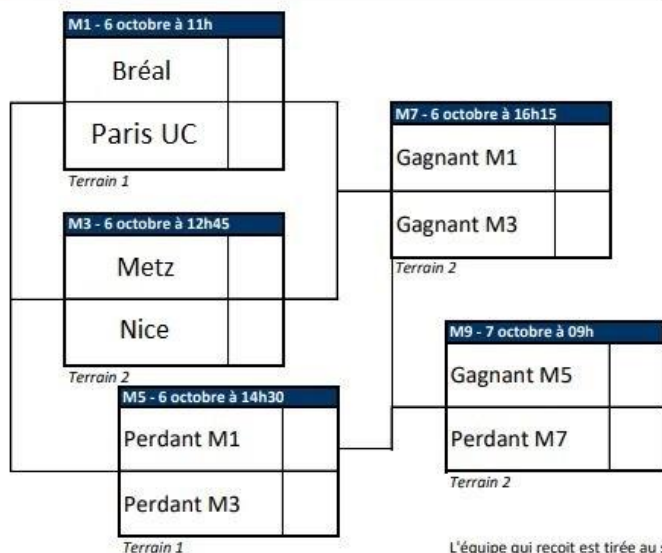 M1 - 6 octobre à 11h
Bréal
Paris UC
Terrain 1
M3 - 6 octobre à 12h45
Metz
Nice
Terrain 2
M5 - 6 octobre à 14h30
Perdant M1
Perdant M3
Terrain 1
M7 - 6 octobre à 16h15
Gagnant M1
Gagnant M3
Terrain 2
M9 - 7 octobre à 09h
Gagnant M5
Perdant M7
Terrain 2
L'équipe qui reçoit est tirée au